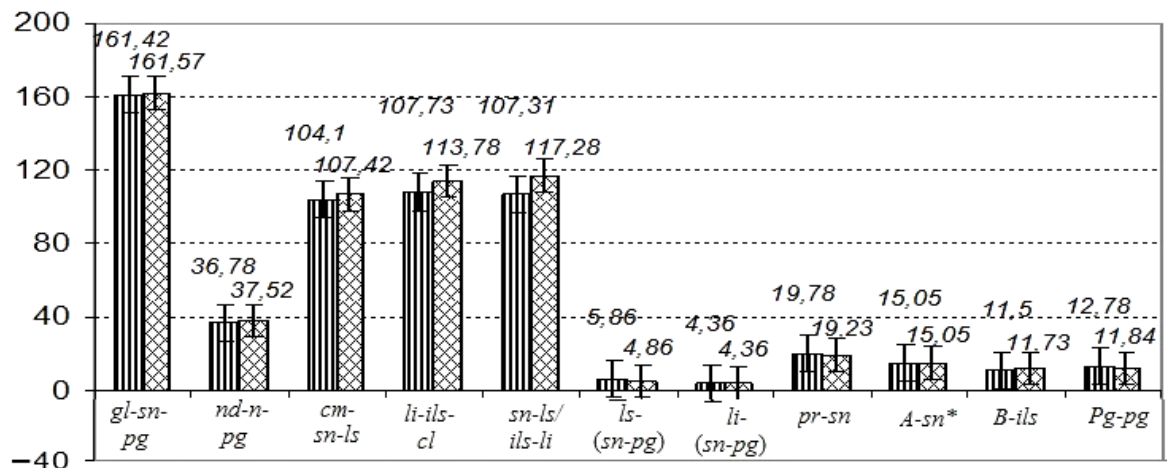 200
161,42
161,57
160
107,73
107,31
113,78
117,28
104,1
107,42
120
80
36,78
37,52
40
5,86
4,86
4,36
4,36
19,78
19,23
15,05
15,05
11,5
11,73
12,78
11,84
0
gl-sn-
pg
nd-n-
pg
cm-
sn-ls
li-ils-
cl
sn-ls/
ils-li
ls-
(sn-pg)
li-
(sn-pg)
pr-sn
A-sn*
B-ils
Pg-pg
−40